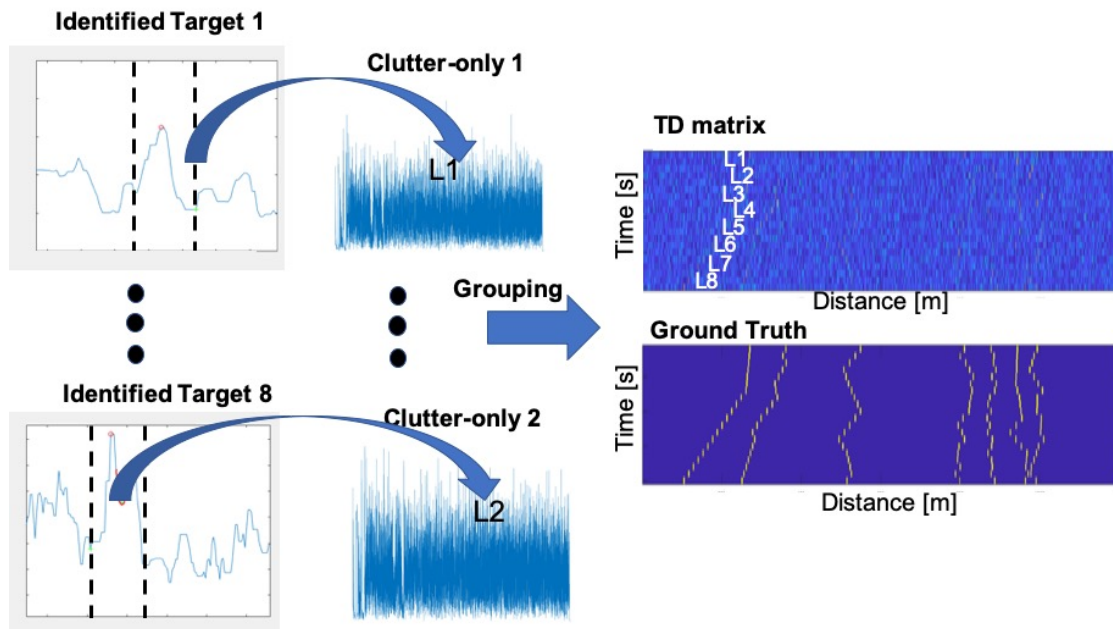 Identified Target 1
Clutter-only 1
L1
TD matrix
Time [s]
L1
L2
L3
L4
L5
L6
L7
L8
Distance [m]
Grouping
Ground Truth
Time [s]
Distance [m]
Identified Target 8
Clutter-only 2
L2